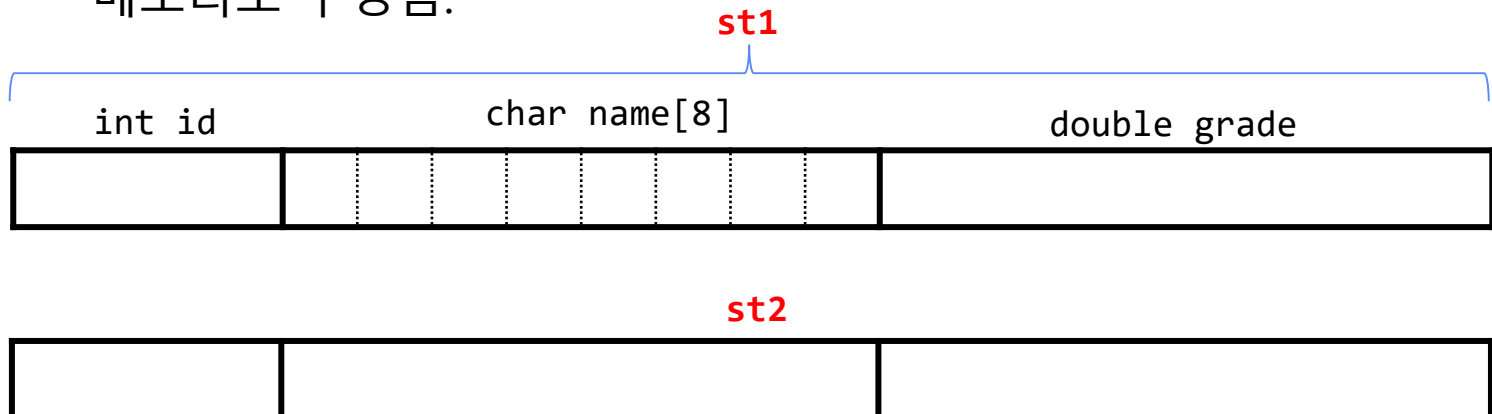 st1
int id
char name[8]
double grade
st2